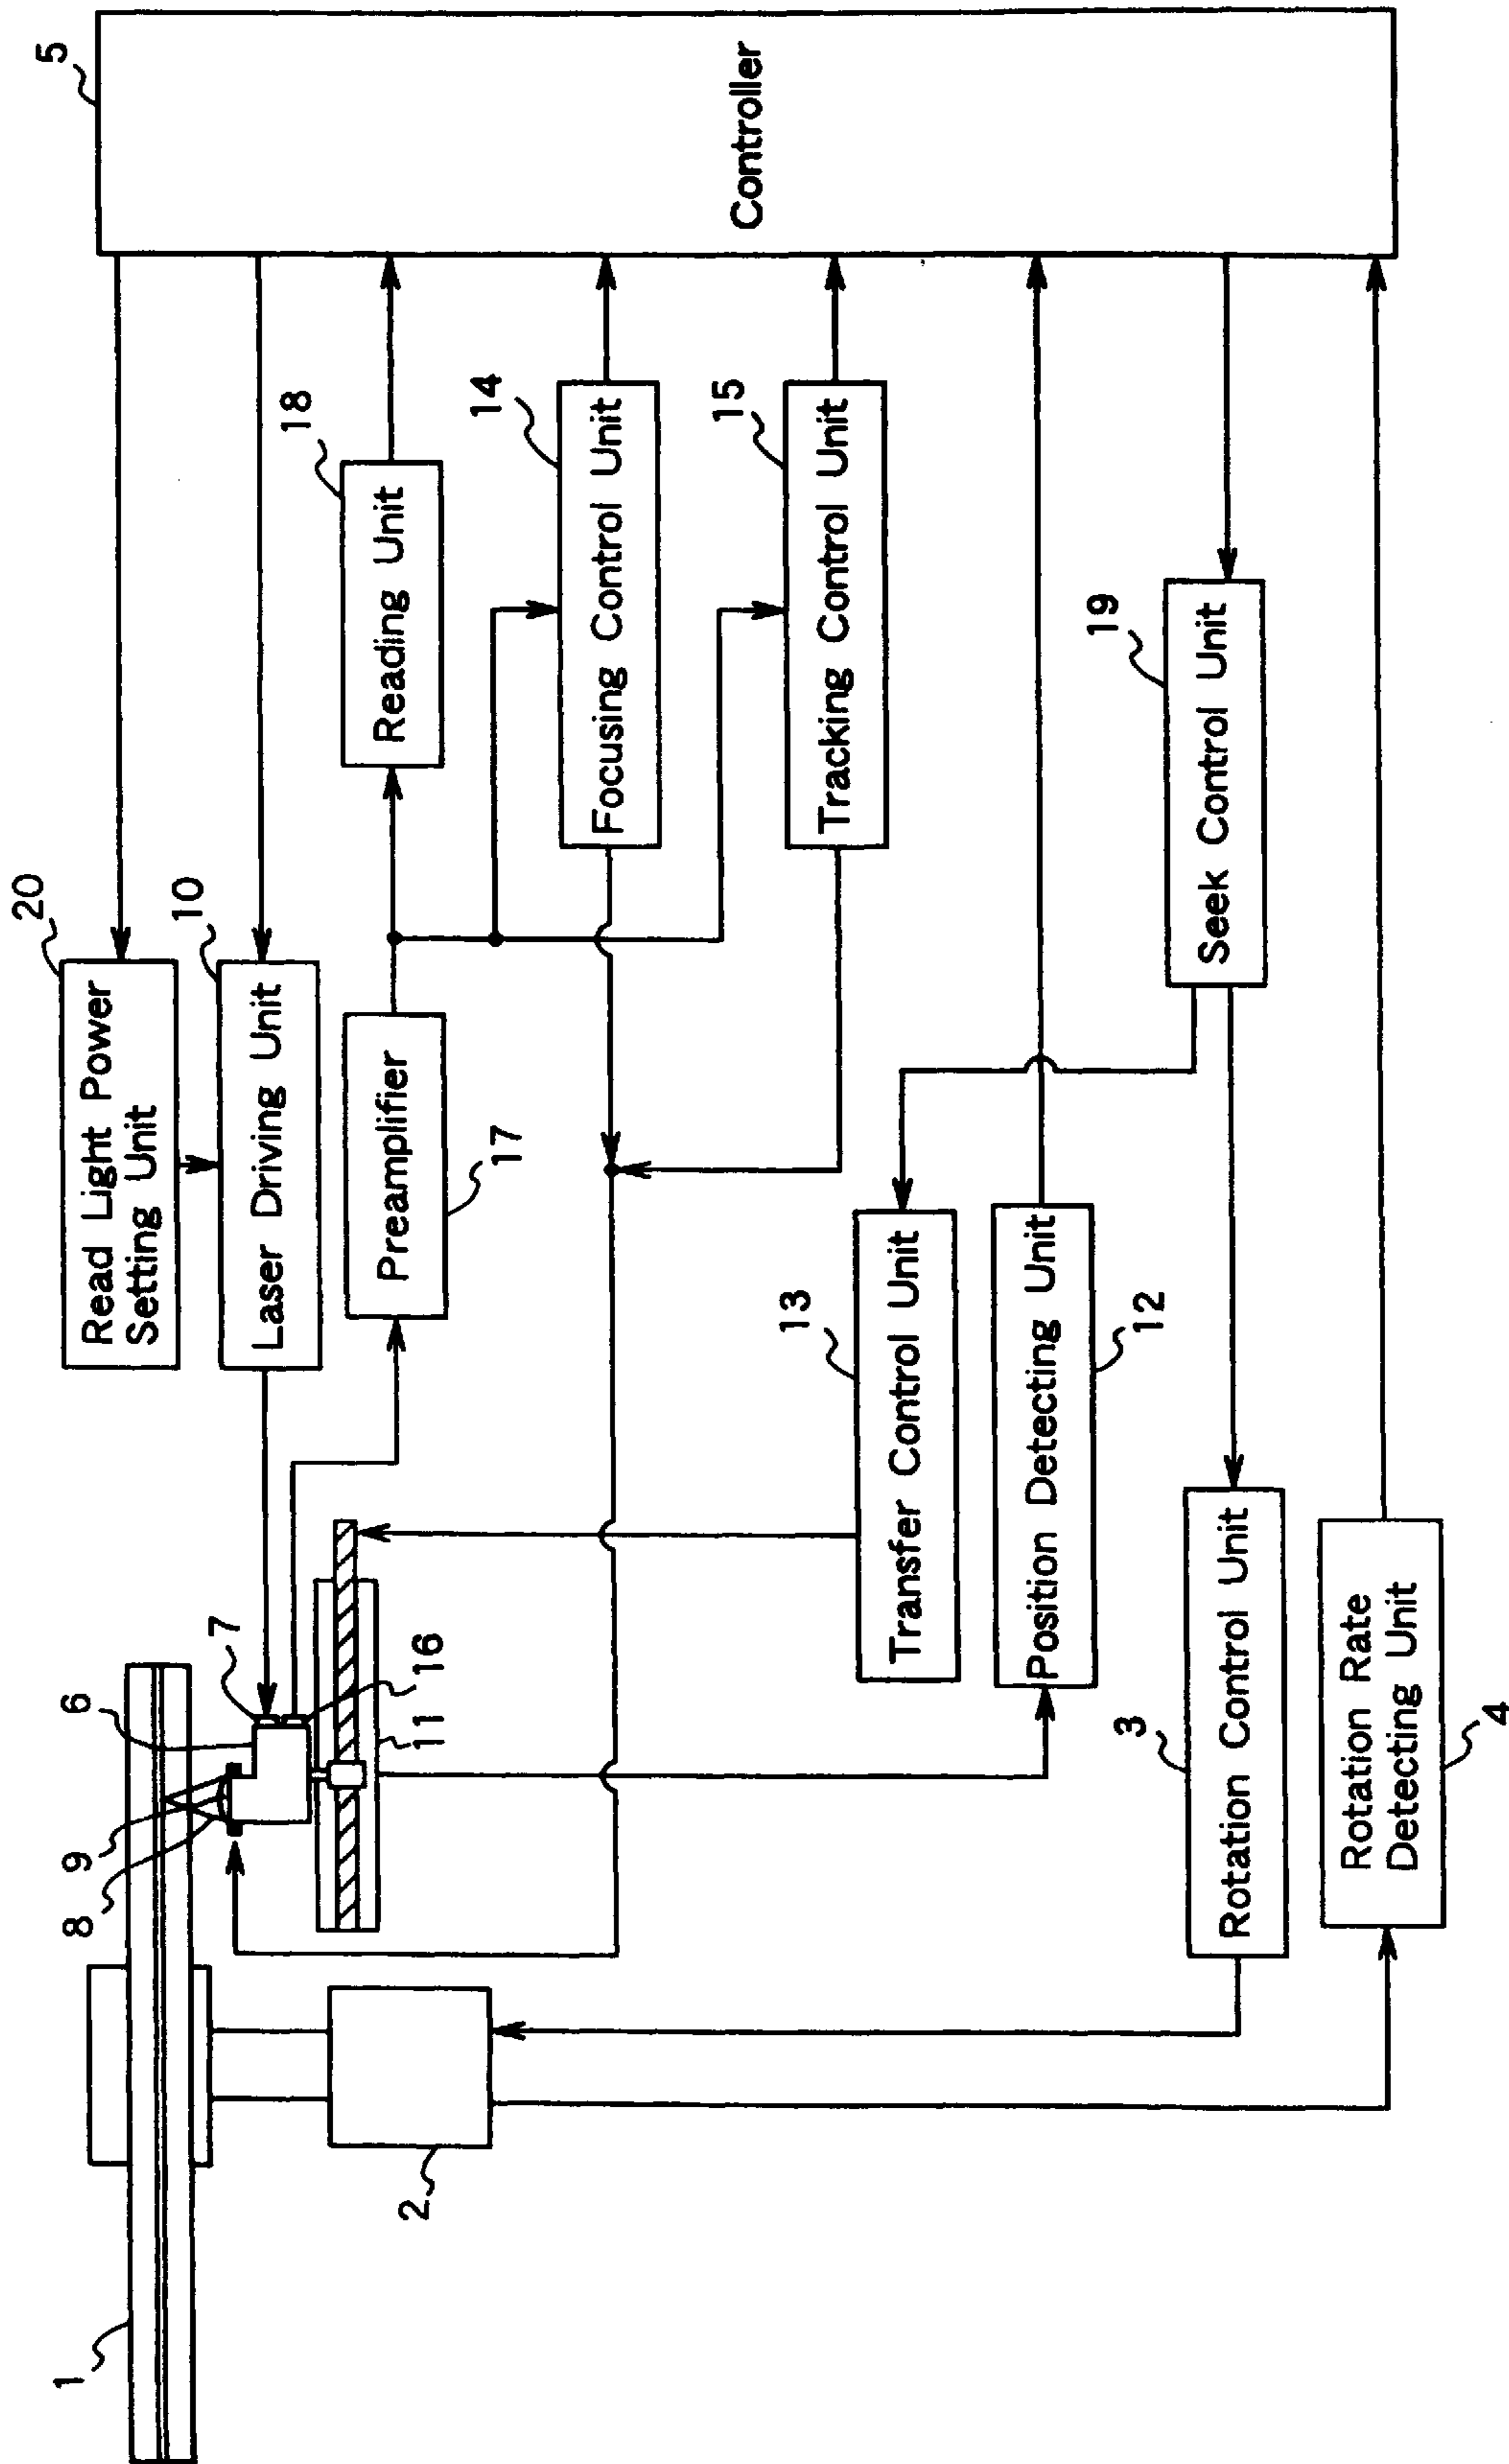 5
Controller
20
Read Light Power
Setting Unit
10
Laser Driving Unit
18
Reading Unit
Preamplifier
17
14
Focusing Control Unit
15
Tracking Control Unit
19
Seek Control Unit
13
Transfer Control Unit
Position Detecting Unit
12
3
Rotation Control Unit
Rotation Rate
Detecting Unit
4
7
6
16
11
9
8
2
1